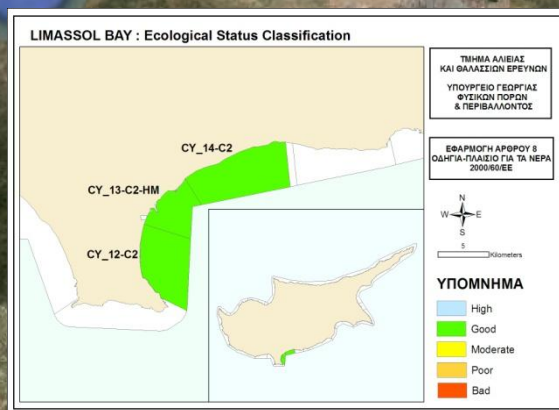 LIMASSOL BAY : Ecological Status Classification
CY_14-C2
CY_13-C2-HM
CY_12-C2
ΤΜΗΜΑ ΑΛΙΕΙΑΣ
ΚΑΙ ΘΑΛΑΣΣΙΩΝ ΕΡΕΥΝΩΝ
ΥΠΟΥΡΓΕΙΟ ΓΕΩΡΓΙΑΣ
ΦΥΣΙΚΩΝ ΠΟΡΩΝ
& ΠΕΡΙΒΑΛΛΟΝΤΟΣ
ΕΦΑΡΜΟΓΗ ΑΡΘΡΟΥ 8
ΟΔΗΓΙΑ-ΠΛΑΙΣΙΟ ΓΙΑ ΤΑ ΝΕΡΑ
2000/60/ΕΕ
N
W E
S
5
Kilometers
ΥΠΟΜΝΗΜΑ
High
Good
Moderate
Poor
Bad